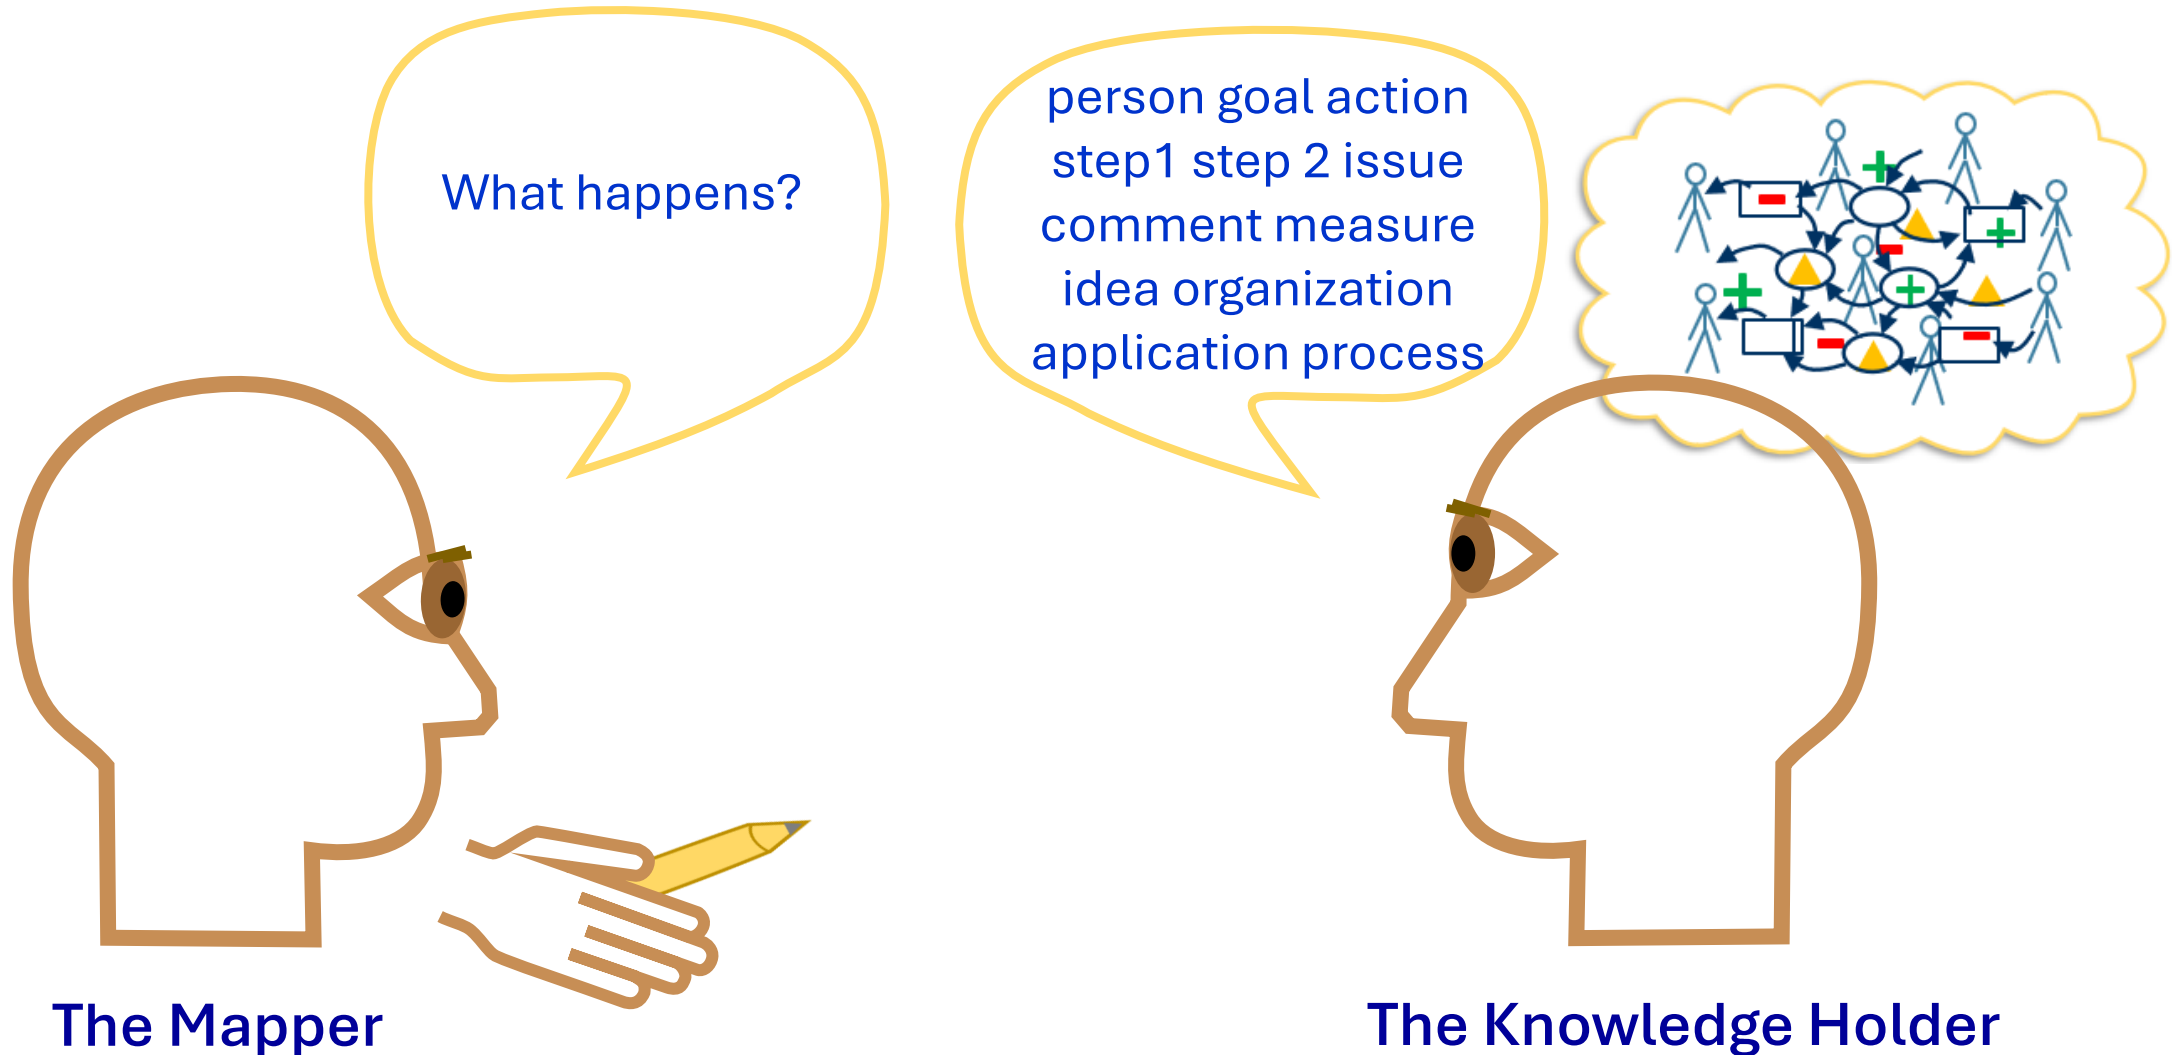 What happens?
person goal action
step1 step 2 issue
comment measure
idea organization
application process
The Mapper
The Knowledge Holder